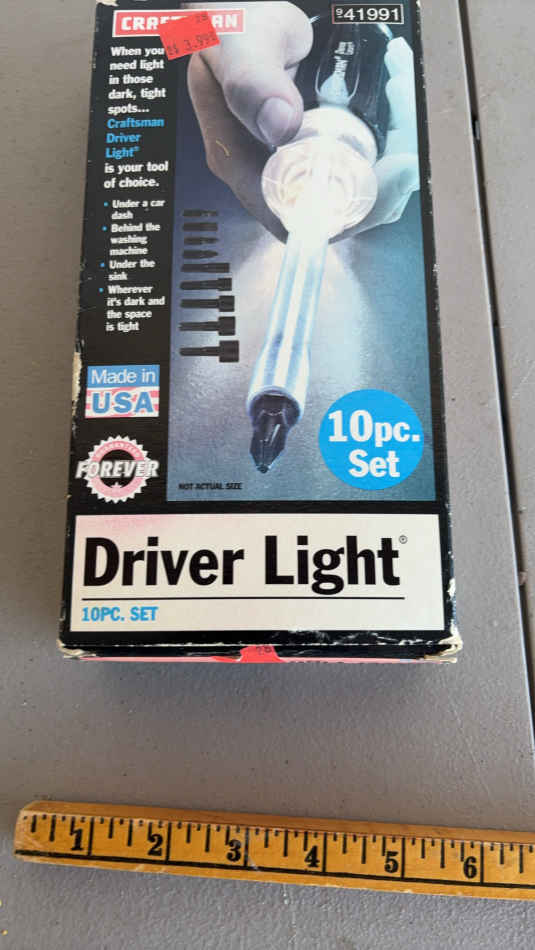 CRAFTSMAN
9 41991
3.99
When you
need light
in those
dark, tight
spots...
Craftsman
Driver
Light®
is your tool
of choice.
• Under a car
dash
• Behind the
washing
machine
• Under the
sink
• Wherever
it's dark and
the space
is tight
Made in
USA
GUARANTEED
FOREVER
10pc.
Set
NOT ACTUAL SIZE
Driver Light®
10PC. SET
1 2 3 4 5 6